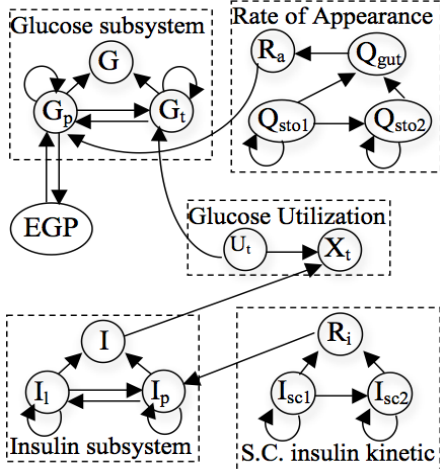 Glucose subsystem
G
Gp
Gt
EGP
Rate of Appearance
Ra
Qgut
Qsto1
Qsto2
Glucose Utilization
Ut
Xt
I
Il
Ip
Insulin subsystem
Ri
Isc1
Isc2
S.C. insulin kinetic